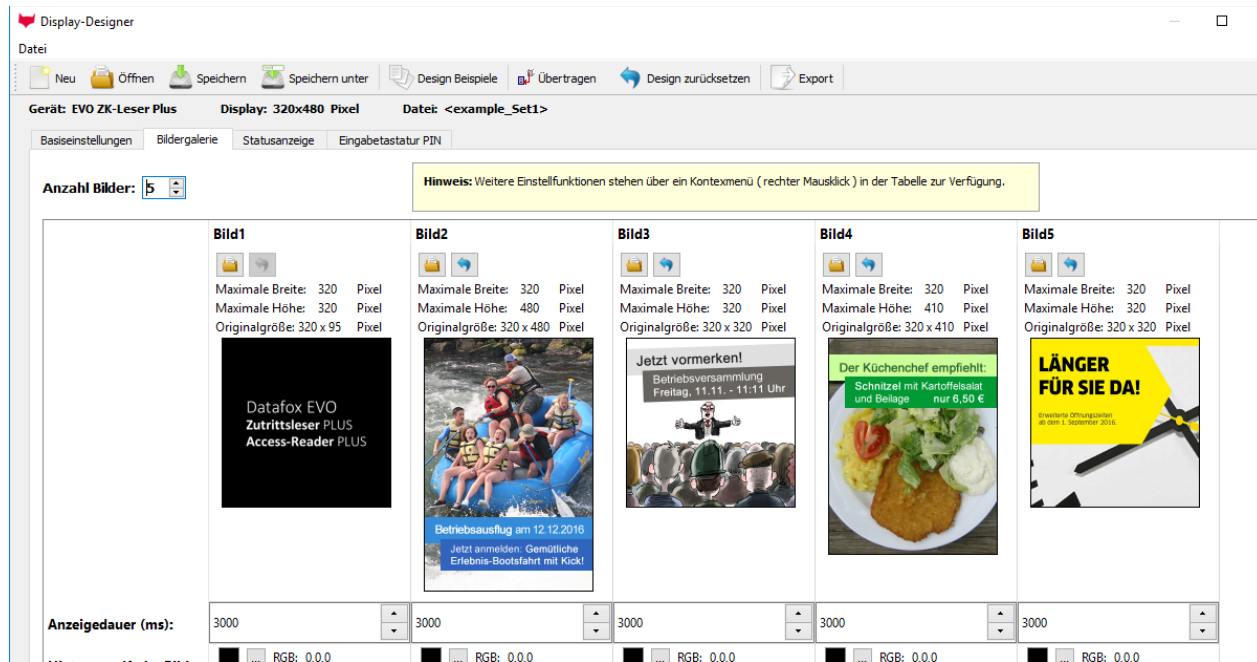 Display-Designer
Datei
Neu Öffnen Speichern Speichern unter Design Beispiele Übertragen Design zurücksetzen Export
Gerät: EVO ZK-Leser Plus Display: 320x480 Pixel Datei: <example_Set1>
Basiseinstellungen Bildergalerie Statusanzeige Eingabetastatur PIN
Anzahl Bilder: 5
Hinweis: Weitere Einstellfunktionen stehen über ein Kontexmenü ( rechter Mausklick ) in der Tabelle zur Verfügung.
Bild1 Bild2 Bild3 Bild4 Bild5
Maximale Breite: 320 Pixel Maximale Breite: 320 Pixel Maximale Breite: 320 Pixel Maximale Breite: 320 Pixel Maximale Breite: 320 Pixel
Maximale Höhe: 320 Pixel Maximale Höhe: 480 Pixel Maximale Höhe: 320 Pixel Maximale Höhe: 410 Pixel Maximale Höhe: 320 Pixel
Originalgröße: 320 x 95 Pixel Originalgröße: 320 x 480 Pixel Originalgröße: 320 x 320 Pixel Originalgröße: 320 x 410 Pixel Originalgröße: 320 x 320 Pixel
Datafox EVO
Zutrittsleser PLUS
Access-Reader PLUS
Betriebsausflug am 12.12.2016
Jetzt anmelden: Gemütliche
Erlebnis-Bootsfahrt mit Kick!
Jetzt vormerken!
Betriebsversammlung
Freitag, 11.11. - 11:11 Uhr
Der Küchenchef empfiehlt:
Schnitzel mit Kartoffelsalat
und Beilage nur 6,50 €
LÄNGER
FÜR SIE DA!
Erweiterte Öffnungszeiten
ab dem 1. September 2016.
Anzeigedauer (ms): 3000 3000 3000 3000 3000
... RGB: 0,0,0 ... RGB: 0,0,0 ... RGB: 0,0,0 ... RGB: 0,0,0 ... RGB: 0,0,0